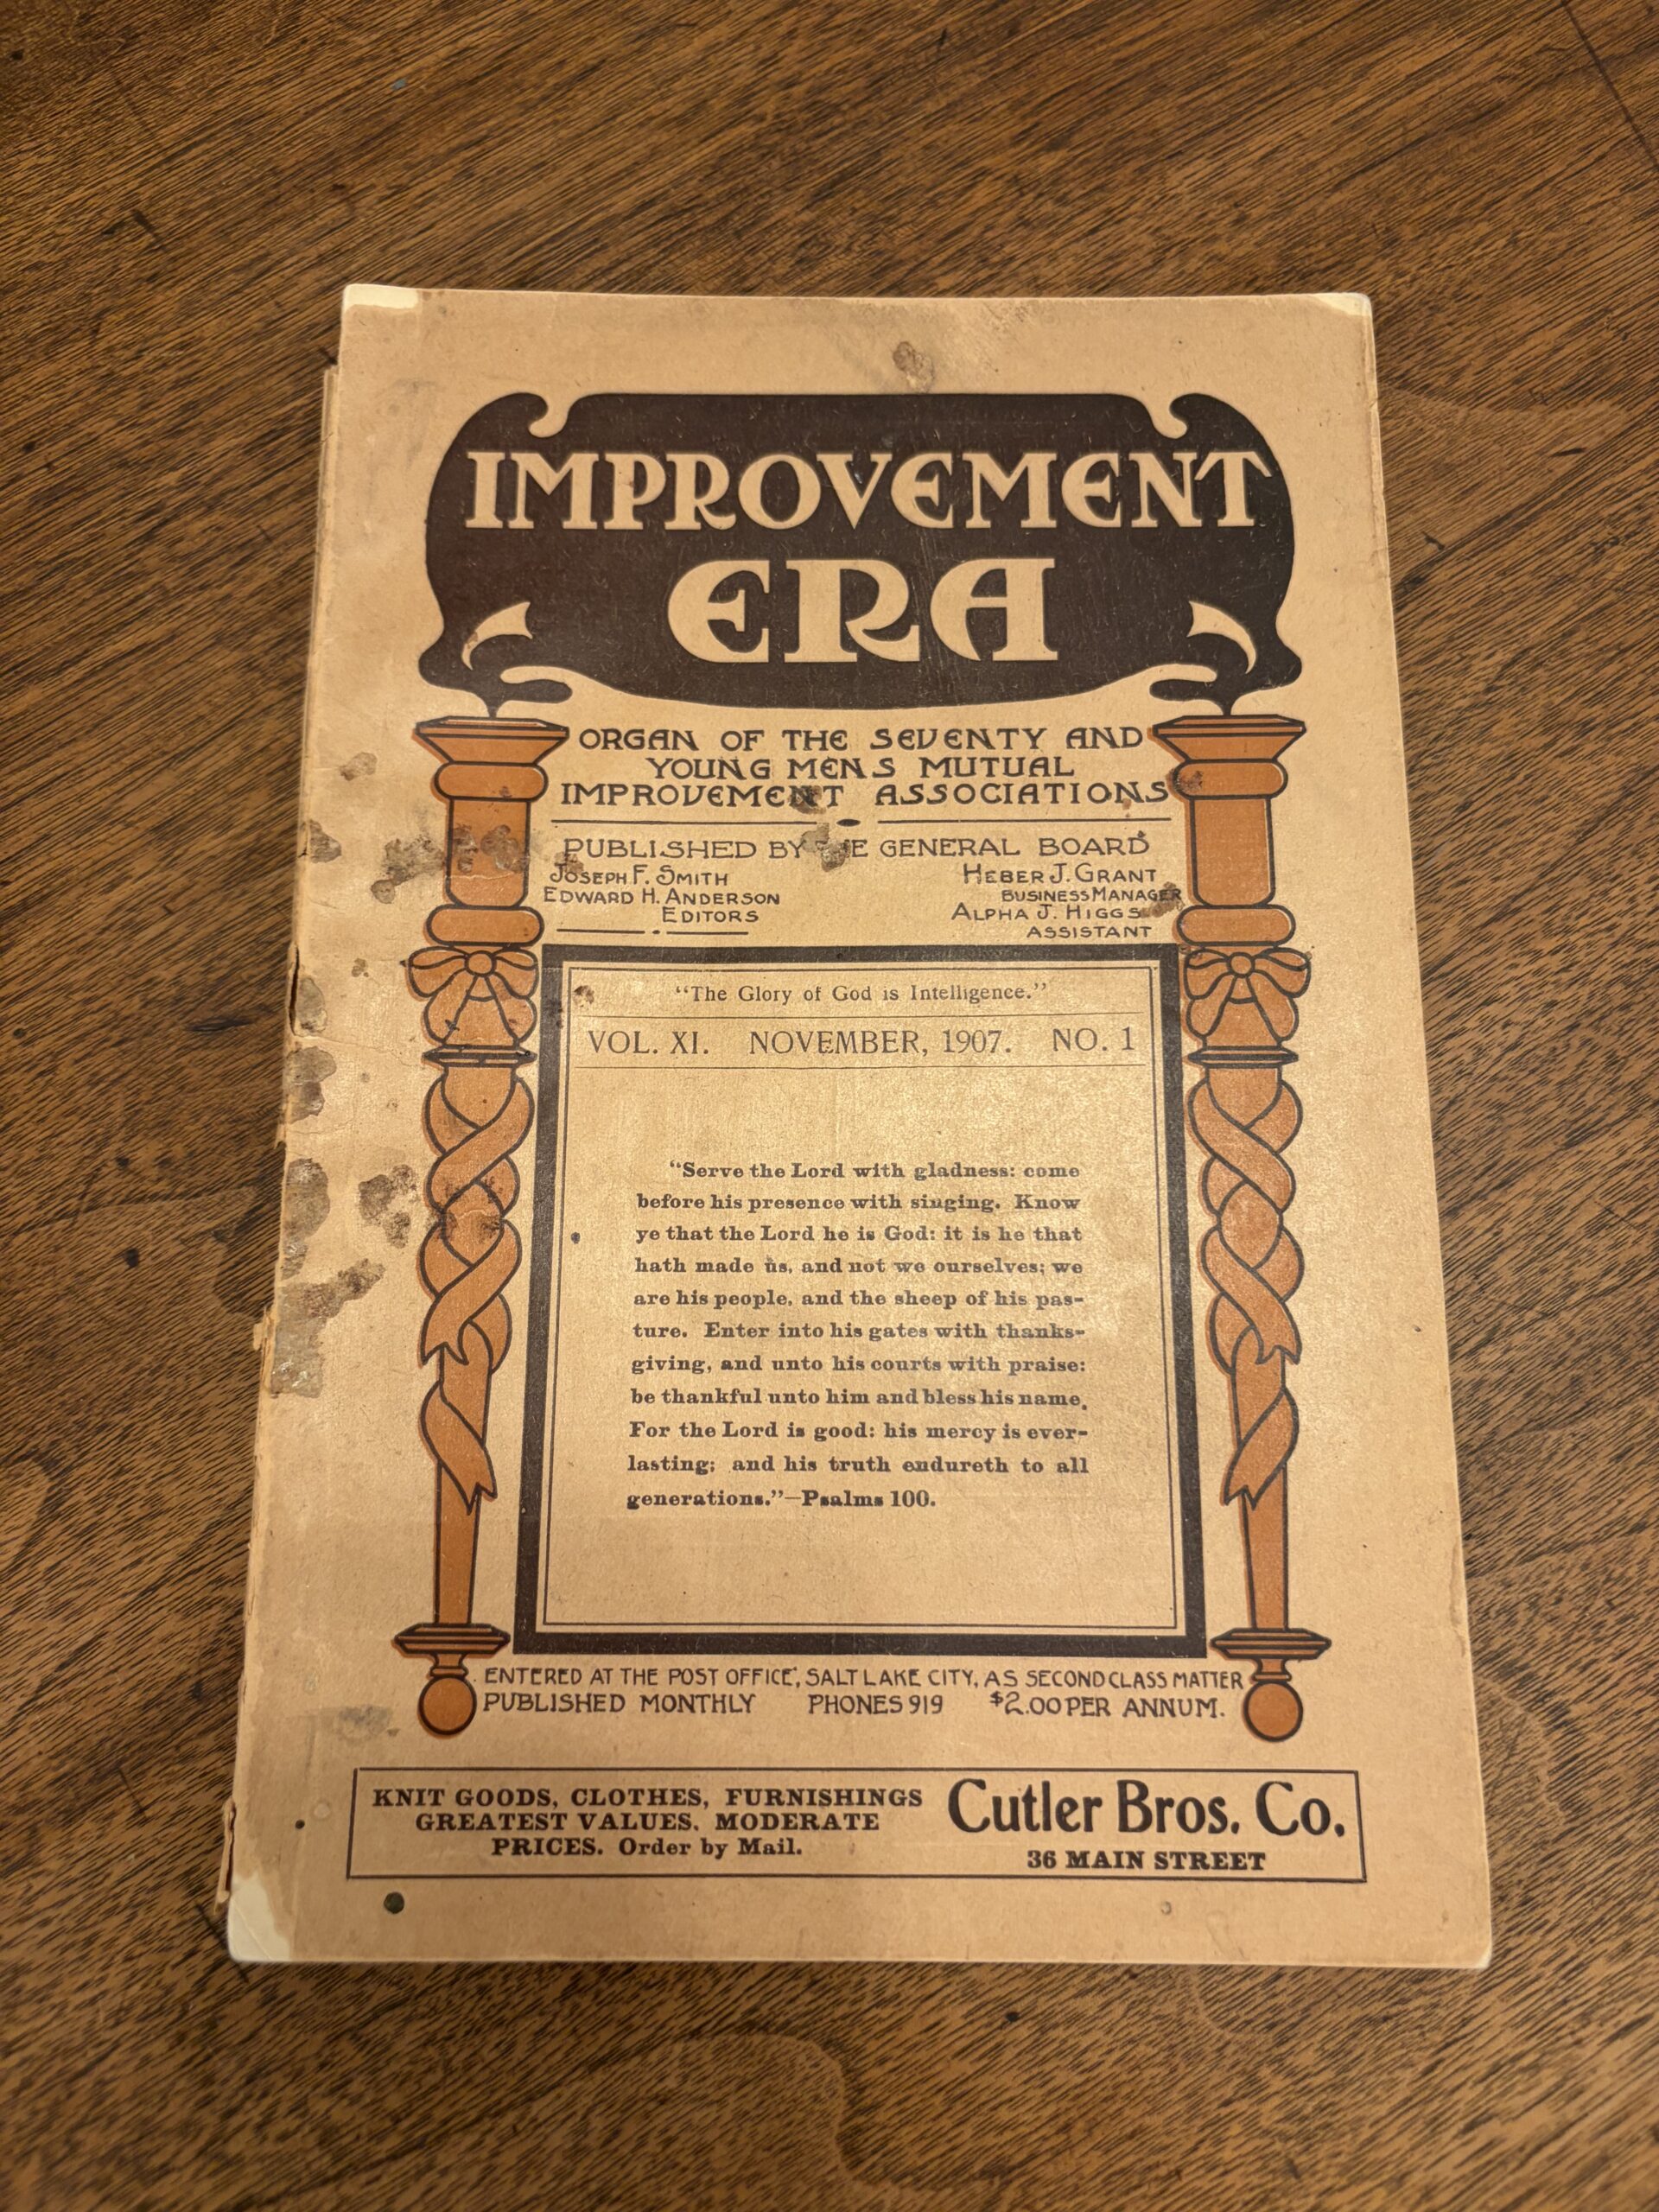 IMPROVEMENT
ERA
ORGAN OF THE SEVENTY AND
YOUNG MENS MUTUAL
IMPROVEMENT ASSOCIATIONS
PUBLISHED BY THE GENERAL BOARD
JOSEPH F. SMITH
EDWARD H. ANDERSON
EDITORS
HEBER J. GRANT
BUSINESS MANAGER
ALPHA J. HIGGS
ASSISTANT
“The Glory of God is Intelligence.”
VOL. XI. NOVEMBER, 1907. NO. 1
“Serve the Lord with gladness: come
before his presence with singing. Know
ye that the Lord he is God: it is he that
hath made us, and not we ourselves; we
are his people, and the sheep of his pas-
ture. Enter into his gates with thanks-
giving, and unto his courts with praise:
be thankful unto him and bless his name.
For the Lord is good: his mercy is ever-
lasting; and his truth endureth to all
generations.”—Psalms 100.
ENTERED AT THE POST OFFICE, SALT LAKE CITY, AS SECOND CLASS MATTER
PUBLISHED MONTHLY PHONES 919 $2.00 PER ANNUM.
KNIT GOODS, CLOTHES, FURNISHINGS
GREATEST VALUES. MODERATE
PRICES. Order by Mail.
Cutler Bros. Co.
36 MAIN STREET